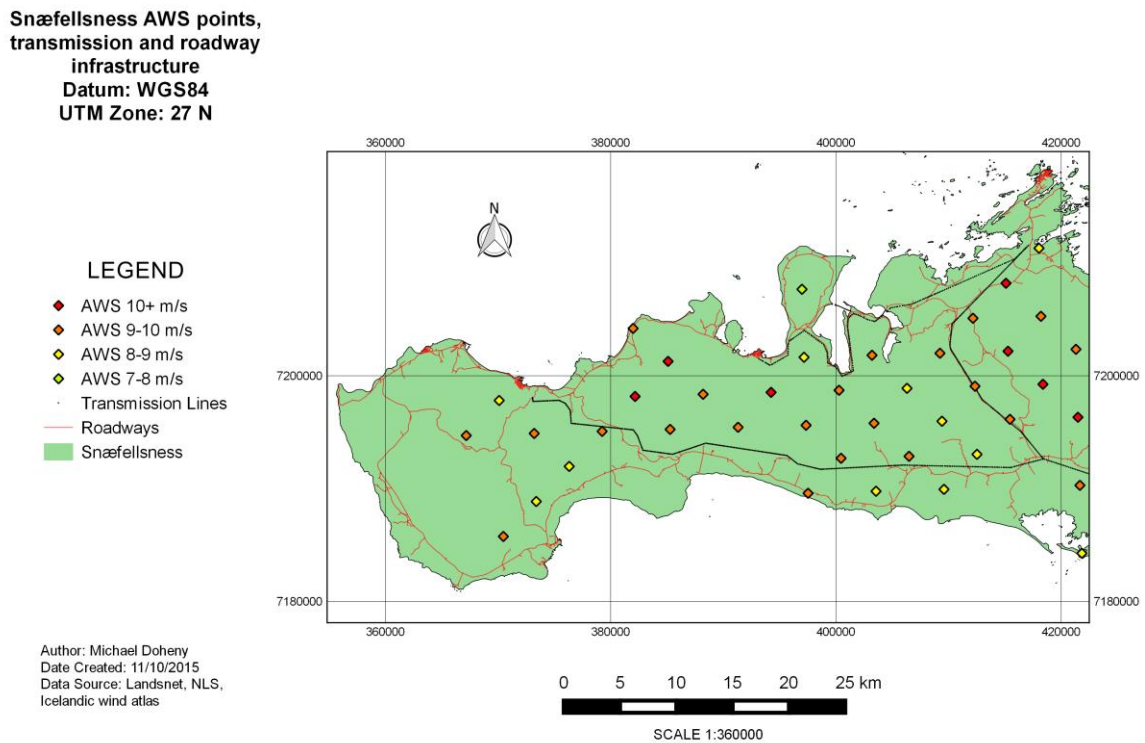 Snæfellsness AWS points,
transmission and roadway
infrastructure
Datum: WGS84
UTM Zone: 27 N
360000
380000
400000
420000
N
LEGEND
AWS 10+ m/s
AWS 9-10 m/s
AWS 8-9 m/s
AWS 7-8 m/s
Transmission Lines
Roadways
Snæfellsness
7200000
7200000
7180000
7180000
360000
380000
400000
420000
Author: Michael Doheny
Date Created: 11/10/2015
Data Source: Landsnet, NLS,
Icelandic wind atlas
0 5 10 15 20 25 km
SCALE 1:360000